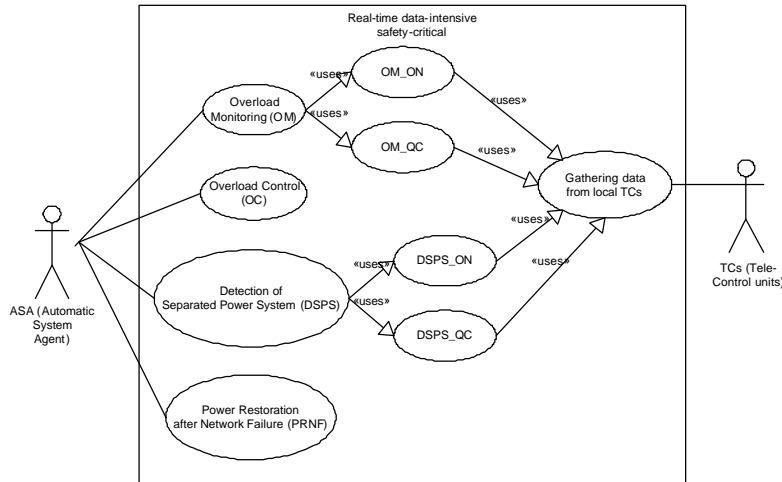 Real-time data-intensive
safety-critical
«uses»
OM_ON
Overload
Monitoring (OM)
«uses»
«uses»
OM_QC
«uses»
Gathering data
from local TCs
Overload Control
(OC)
«uses»
DSPS_ON
«uses»
Detection of
Separated Power System (DSPS)
«uses»
«uses»
DSPS_QC
ASA (Automatic
System
Agent)
TCs (Tele-
Control units)
Power Restoration
after Network Failure (PRNF)